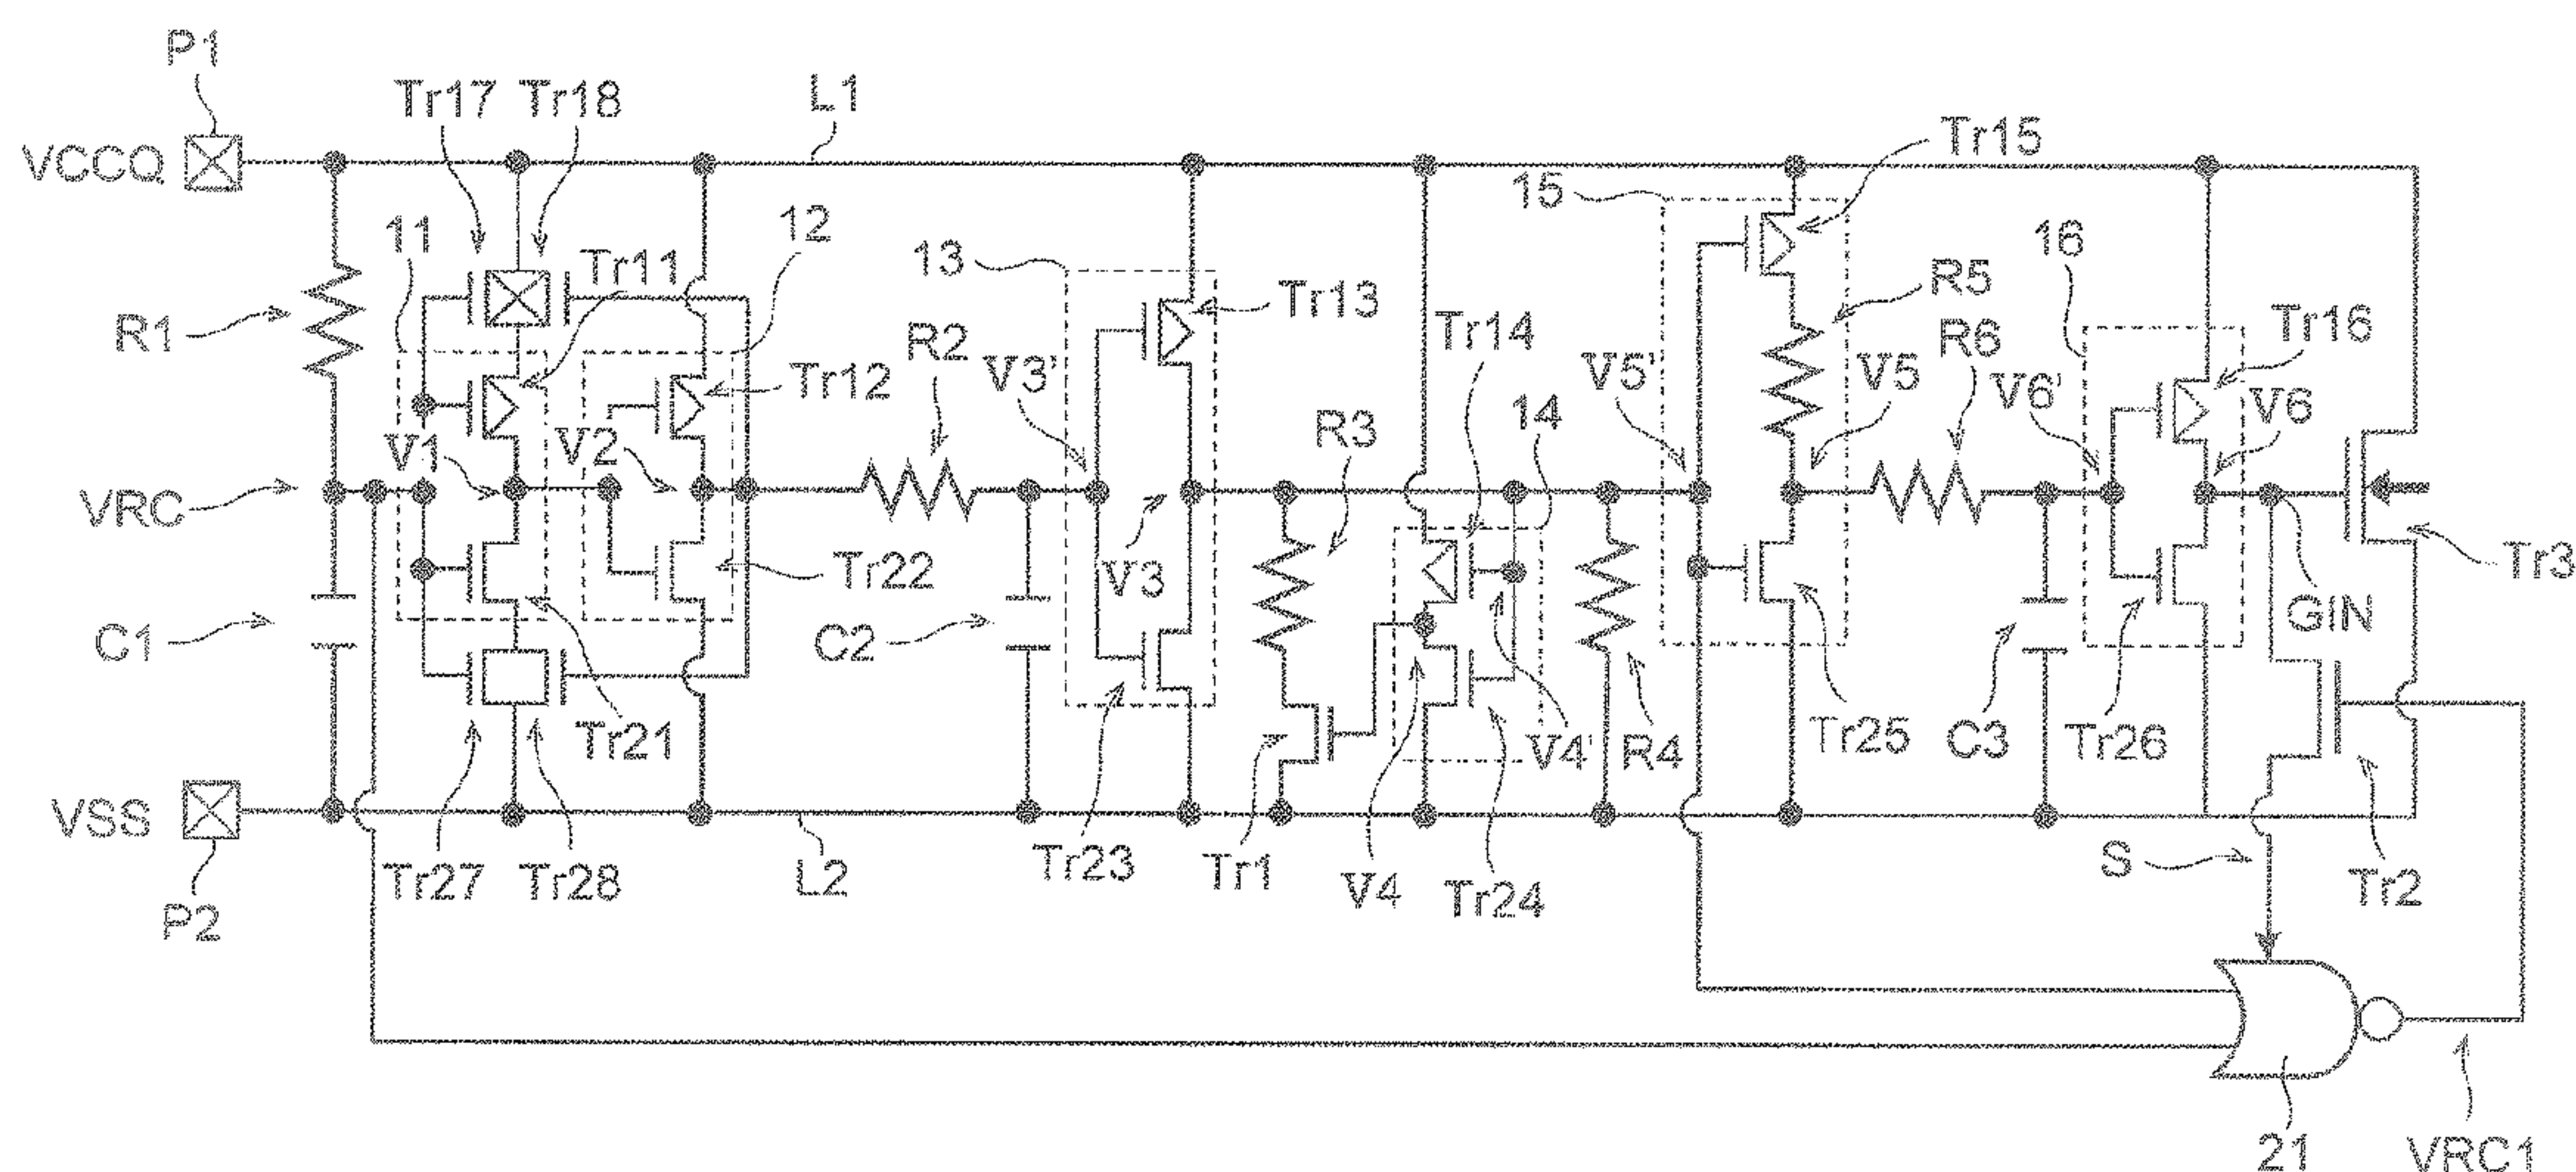 P1
Tr17 Tr18
L1
Tr15
VCCQ
15
11
12
13
16
Tr11
Tr13
R5
R1
R2
Tr14
R6
Tr16
V3'
V5'
V5
V6'
V6
Tr12
R3
14
V1
V2
VRC
C1
Tr22
C2
V3
GIN
Tr3
Tr21
V4'
R4
Tr25
C3
Tr26
VSS
Tr27 Tr28
L2
Tr23
Tr1
V4
Tr24
S
Tr2
P2
21
VRC1